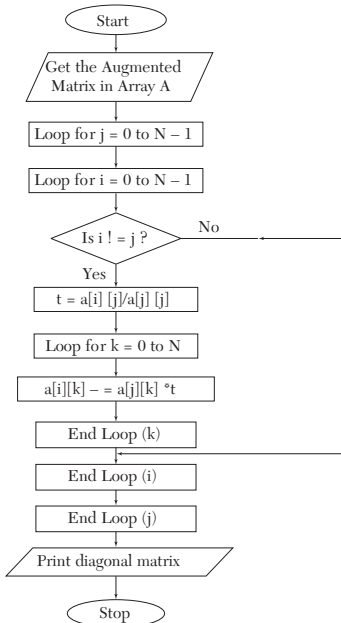 Start
Get the Augmented
Matrix in Array A
Loop for j = 0 to N – 1
Loop for i = 0 to N – 1
Is i ! = j ?
No
Yes
t = a[i] [j]/a[j] [j]
Loop for k = 0 to N
a[i][k] – = a[j][k] *t
End Loop (k)
End Loop (i)
End Loop (j)
Print diagonal matrix
Stop